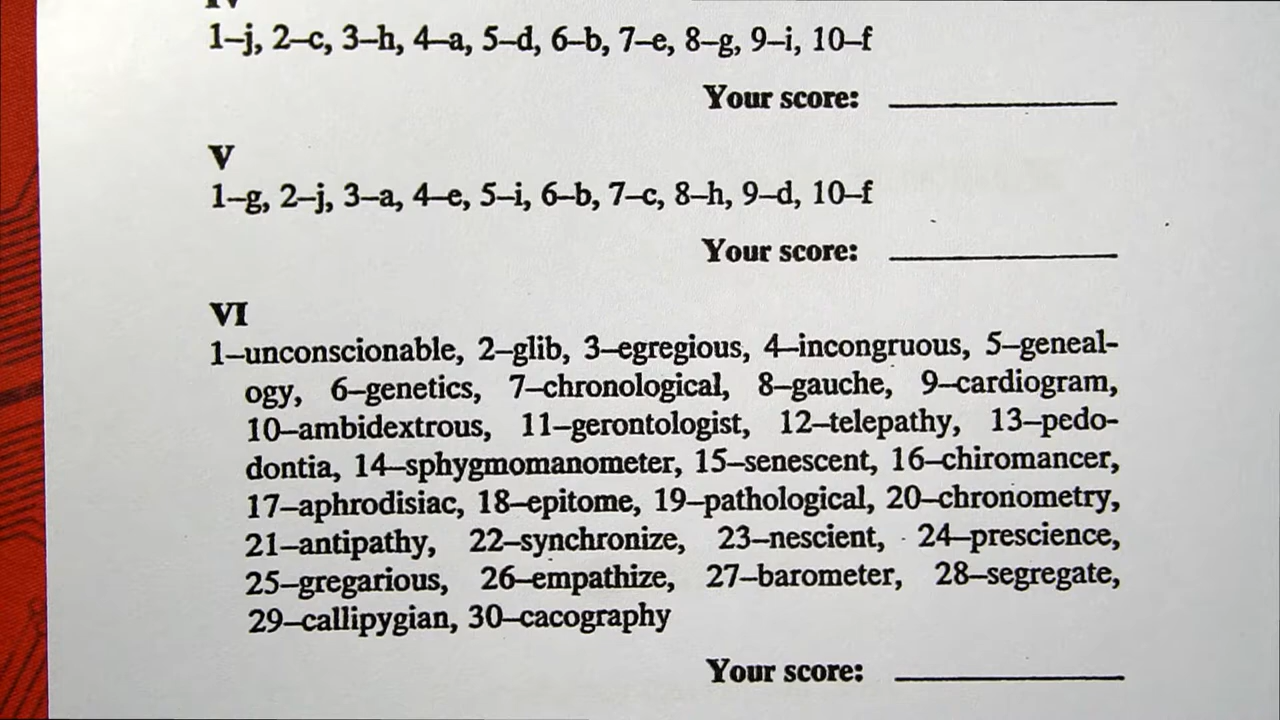 IV
1–j, 2–c, 3–h, 4–a, 5–d, 6–b, 7–e, 8–g, 9–i, 10–f
Your score:
V
1–g, 2–j, 3–a, 4–e, 5–i, 6–b, 7–c, 8–h, 9–d, 10–f
Your score:
VI
1–unconscionable, 2–glib, 3–egregious, 4–incongruous, 5–geneal-
ogy, 6–genetics, 7–chronological, 8–gauche, 9–cardiogram,
10–ambidextrous, 11–gerontologist, 12–telepathy, 13–pedo-
dontia, 14–sphygmomanometer, 15–senescent, 16–chiromancer,
17–aphrodisiac, 18–epitome, 19–pathological, 20–chronometry,
21–antipathy, 22–synchronize, 23–nescient, 24–prescience,
25–gregarious, 26–empathize, 27–barometer, 28–segregate,
29–callipygian, 30–cacography
Your score: